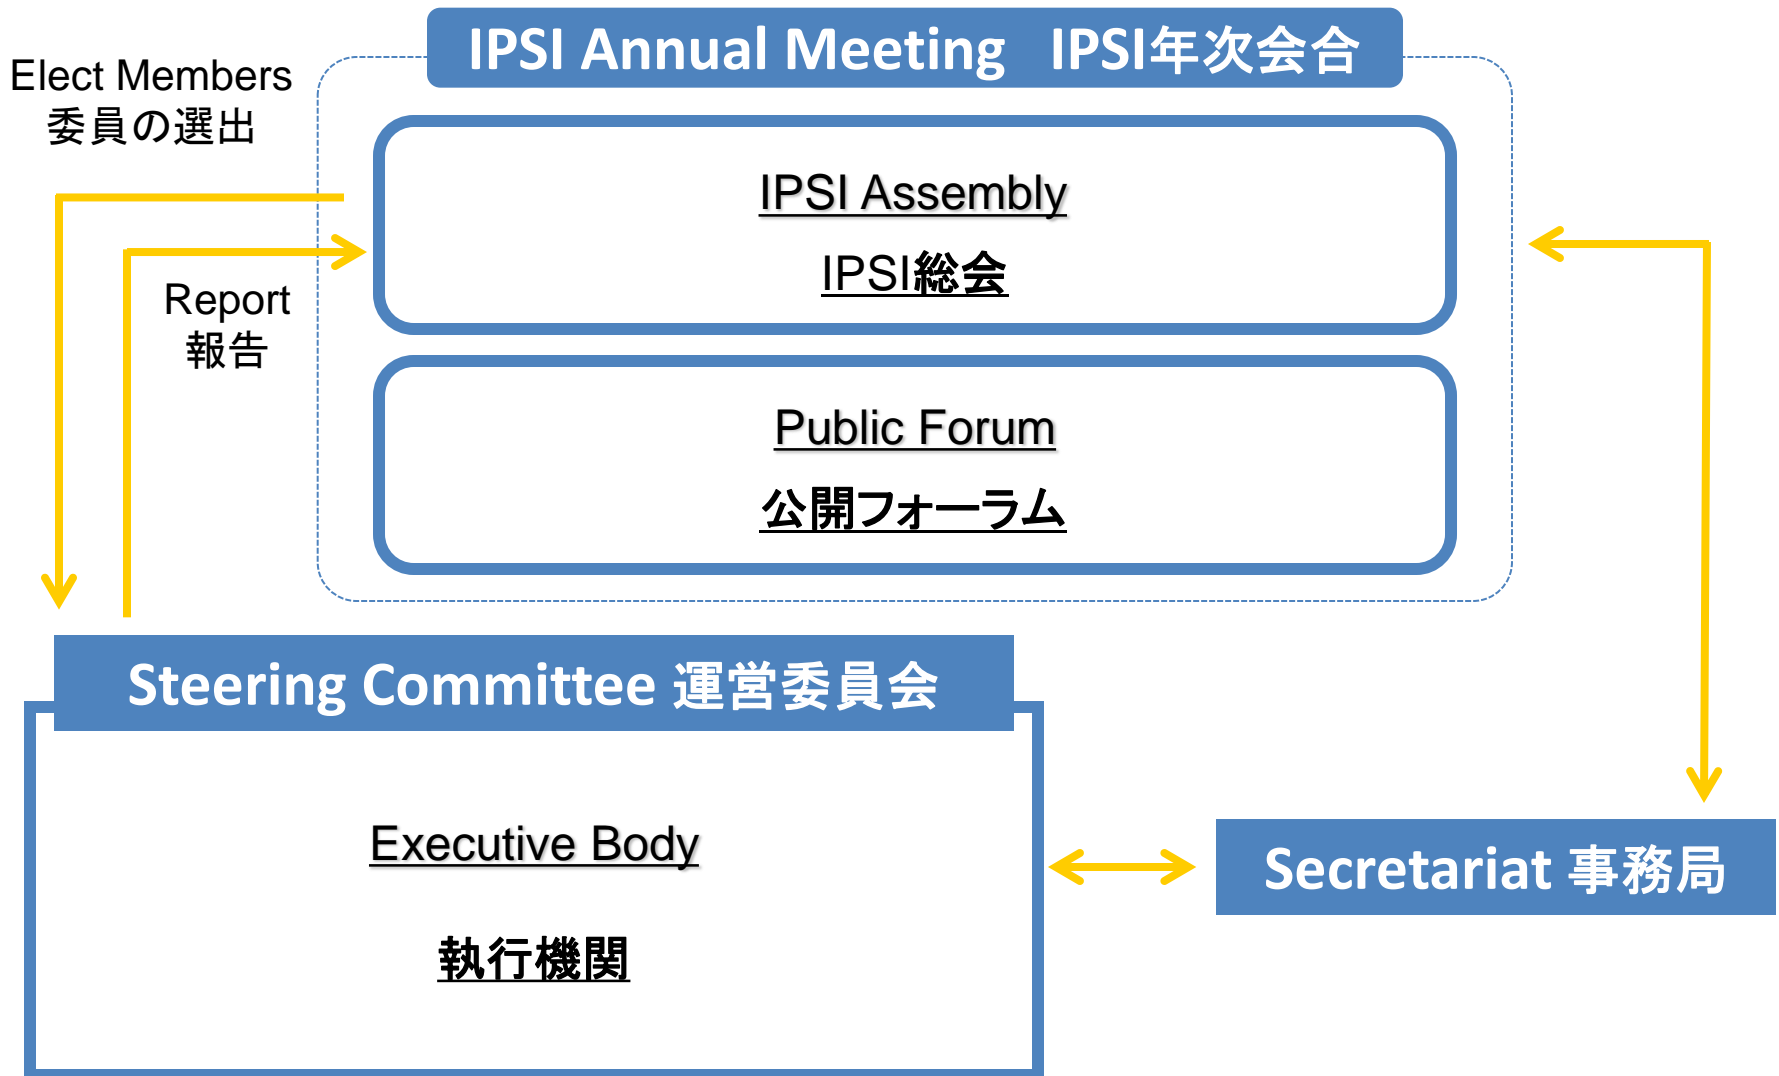 IPSI Annual Meeting IPSI年次会合
Elect Members
委員の選出
IPSI Assembly
IPSI総会
Report
報告
Public Forum
公開フォーラム
Steering Committee 運営委員会
Executive Body
執行機関
Secretariat 事務局